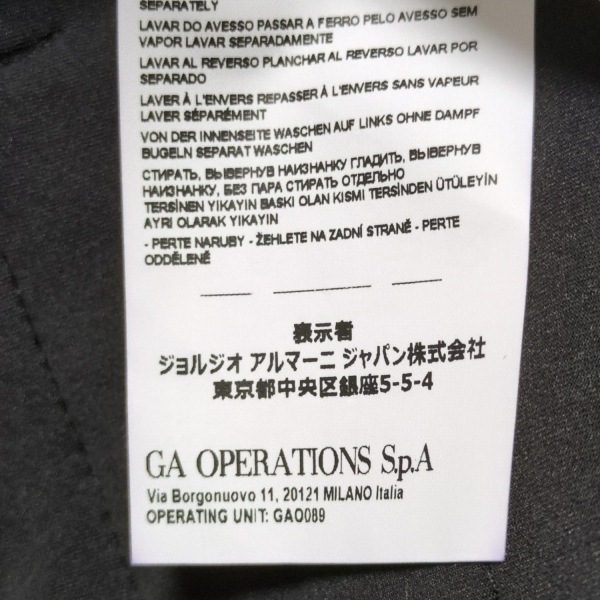 SEPARATELY
LAVAR DO AVESSO PASSAR A FERRO PELO AVESSO SEM
VAPOR LAVAR SEPARADAMENTE
LAVAR AL REVERSO PLANCHAR AL REVERSO LAVAR POR
SEPARADO
LAVER À L'ENVERS REPASSER À L'ENVERS SANS VAPEUR
LAVER SÉPARÉMENT
VON DER INNENSEITE WASCHEN AUF LINKS OHNE DAMPF
BUGELN SEPARAT WASCHEN
СТИРАТЬ, ВЫВЕРНУВ НАИЗНАНКУ ГЛАДИТЬ, ВЫВЕРНУВ
НАИЗНАНКУ, БЕЗ ПАРА СТИРАТЬ ОТДЕЛЬНО
TERSİNEN YIKAYIN BASKI OLAN KISMI TERSİNDEN ÜTÜLEYİN
AYRI OLARAK YIKAYIN
- PERTE NARUBY - ŽEHLETE NA ZADNÍ STRANĚ - PERTE
ODDĚLENĚ
表示者
ジョルジオ アルマーニ ジャパン株式会社
東京都中央区銀座5-5-4
GA OPERATIONS S.p.A
Via Borgonuovo 11, 20121 MILANO Italia
OPERATING UNIT: GAO089